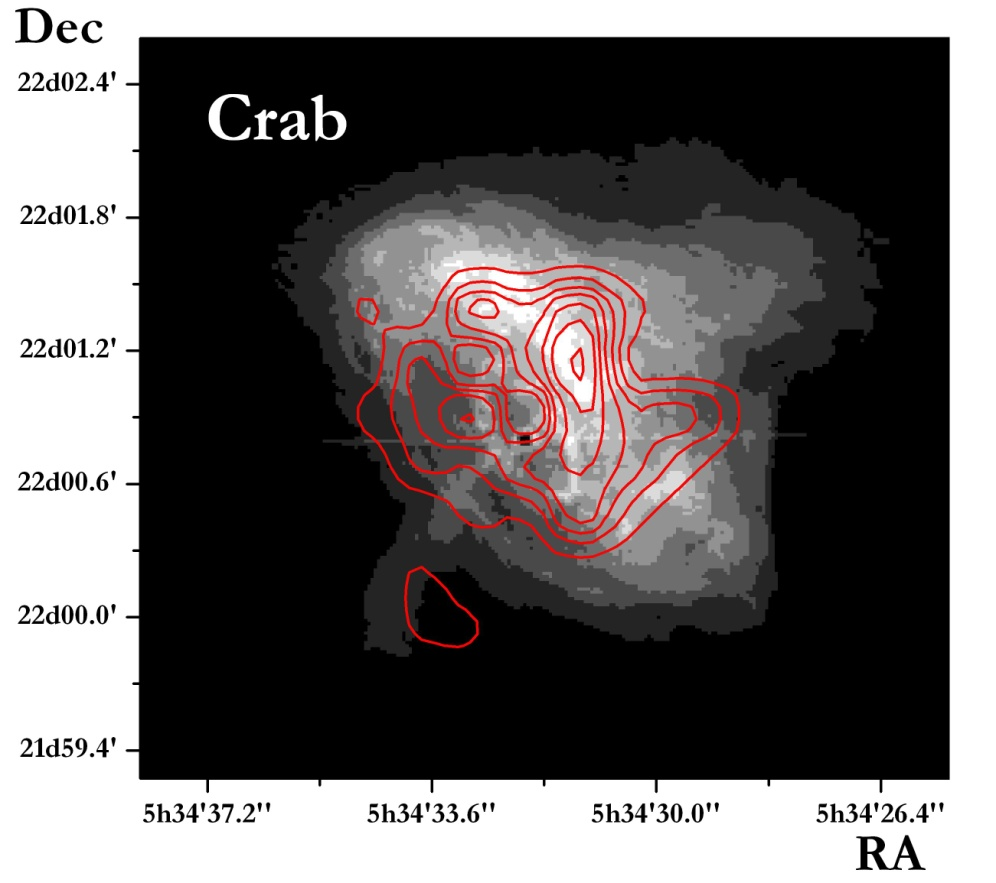 Dec
22d02.4'
Crab
22d01.8'
22d01.2'
22d00.6'
22d00.0'
21d59.4'
5h34'37.2'' 5h34'33.6'' 5h34'30.0'' 5h34'26.4''
RA